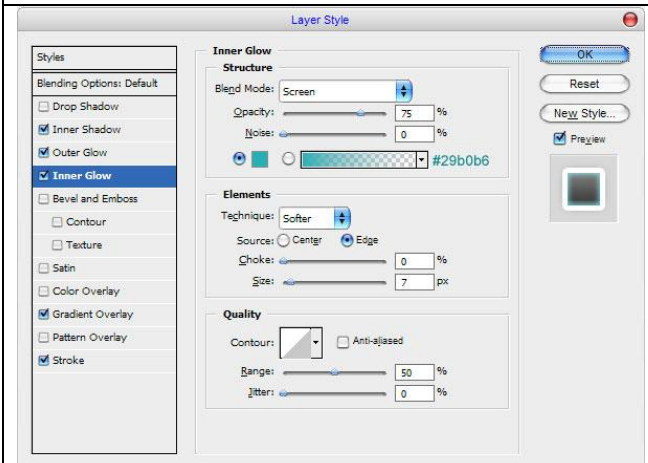 Layer Style
Styles
Blending Options: Default
Drop Shadow
Inner Shadow
Outer Glow
Inner Glow
Bevel and Emboss
Contour
Texture
Satin
Color Overlay
Gradient Overlay
Pattern Overlay
Stroke
Inner Glow
Structure
Blend Mode: Screen
Opacity: 75 %
Noise: 0 %
#29b0b6
Elements
Technique: Softer
Source: Center Edge
Choke: 0 %
Size: 7 px
Quality
Contour: Anti-aliased
Range: 50 %
Jitter: 0 %
OK
Reset
New Style...
Preview